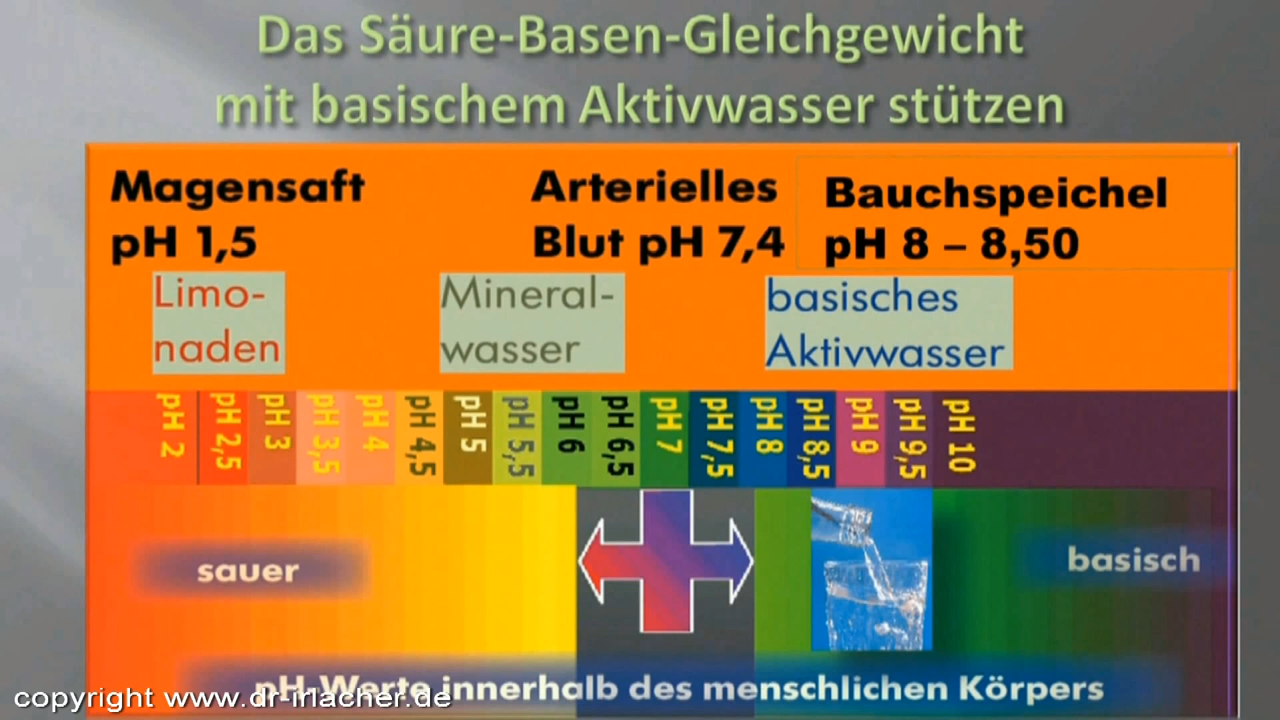 Das Säure-Basen-Gleichgewicht
mit basischem Aktivwasser stützen
Magensaft
pH 1,5
Arterielles
Blut pH 7,4
Bauchspeichel
pH 8 – 8,50
Limo-
naden
Mineral-
wasser
basisches
Aktivwasser
pH 2
pH 2,5
pH 3
pH 3,5
pH 4
pH 4,5
pH 5
pH 5,5
pH 6
pH 6,5
pH 7
pH 7,5
pH 8
pH 8,5
pH 9
pH 9,5
pH 10
sauer
basisch
pH-Werte innerhalb des menschlichen Körpers
copyright www.dr-irlacher.de